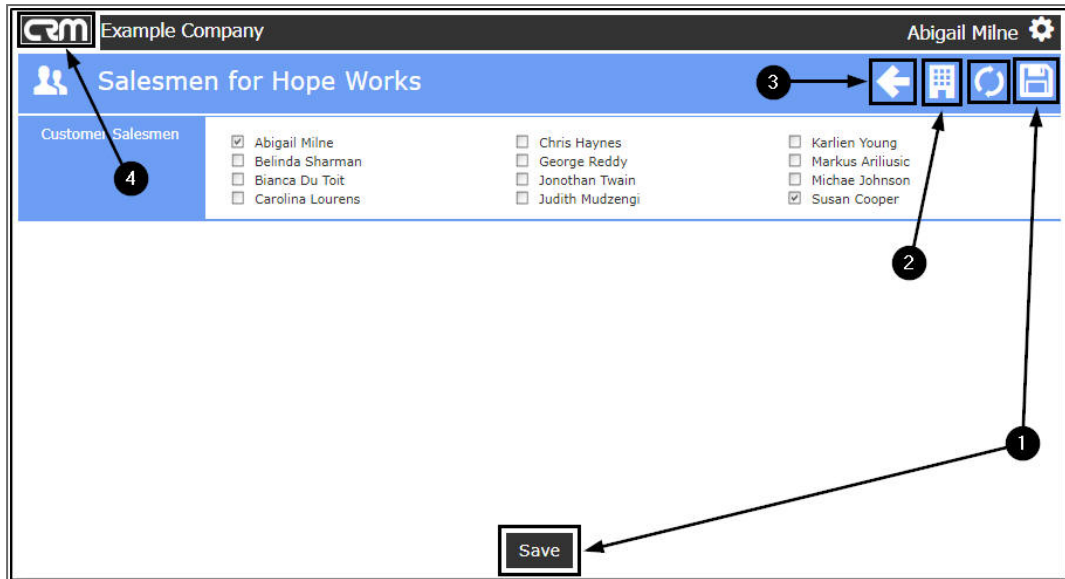 CRM Example Company Abigail Milne
Salesmen for Hope Works 3
Customer Salesmen
Abigail Milne Chris Haynes Karlien Young
Belinda Sharman George Reddy Markus Ariliusic
4 Bianca Du Toit Jonothan Twain Michae Johnson
Carolina Lourens Judith Mudzengi Susan Cooper
2
1
Save